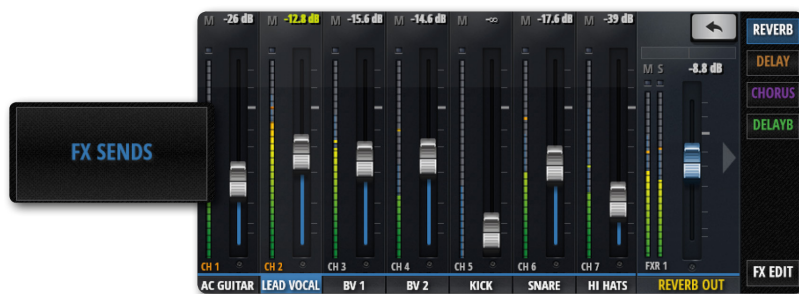 M -26 dB M -12.8 dB M -15.6 dB M -14.6 dB M -∞ M -17.6 dB M -39 dB
REVERB
DELAY
M S -8.8 dB
CHORUS
DELAYB
FX SENDS
CH 1 CH 2 CH 3 CH 4 CH 5 CH 6 CH 7 FXR 1
FX EDIT
AC GUITAR LEAD VOCAL BV 1 BV 2 KICK SNARE HI HATS REVERB OUT